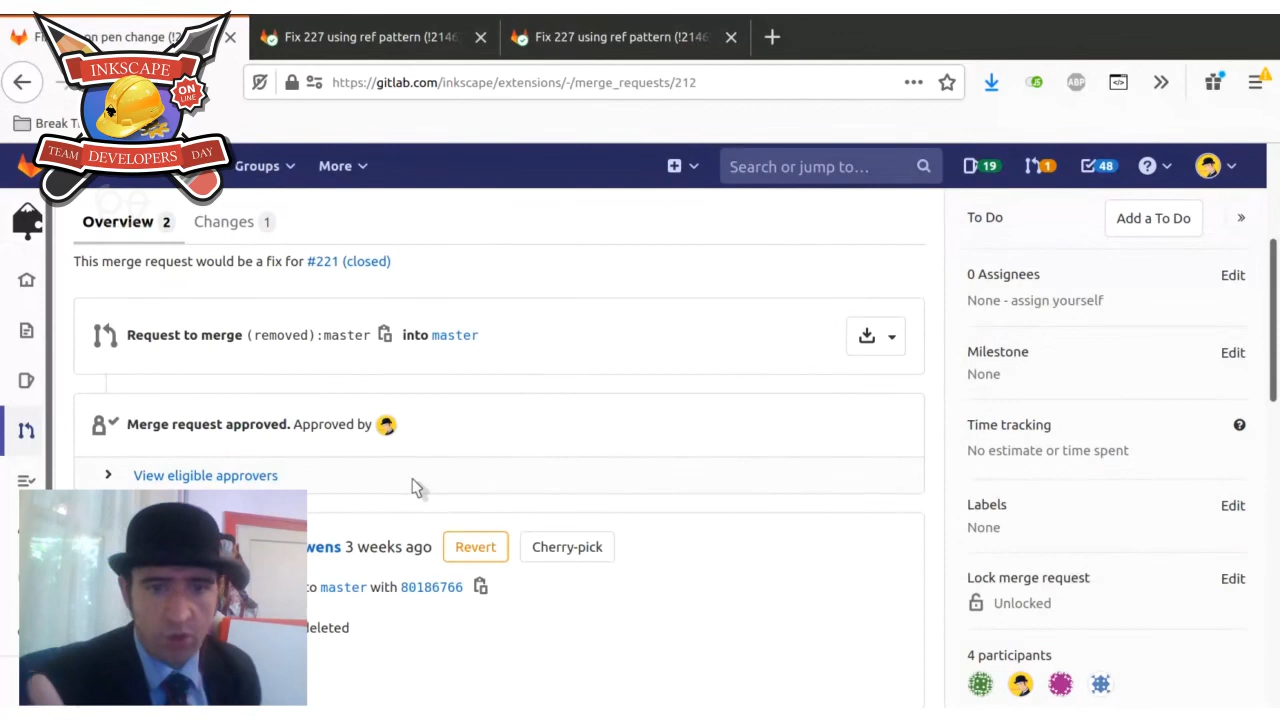 Fi
on pen change (!2
Fix 227 using ref pattern (!2146
Fix 227 using ref pattern (!2146
https://gitlab.com/inkscape/extensions/-/merge_requests/212
ABP
Break T
INKSCAPE
ON
LINE
TEAM DEVELOPERS DAY
Groups
More
Search or jump to...
19
1
48
Overview 2
Changes 1
This merge request would be a fix for #221 (closed)
Request to merge (removed):master into master
Merge request approved. Approved by
View eligible approvers
wens 3 weeks ago
Revert
Cherry-pick
to master with 80186766
deleted
To Do
Add a To Do
0 Assignees
Edit
None - assign yourself
Milestone
Edit
None
Time tracking
No estimate or time spent
Labels
Edit
None
Lock merge request
Edit
Unlocked
4 participants